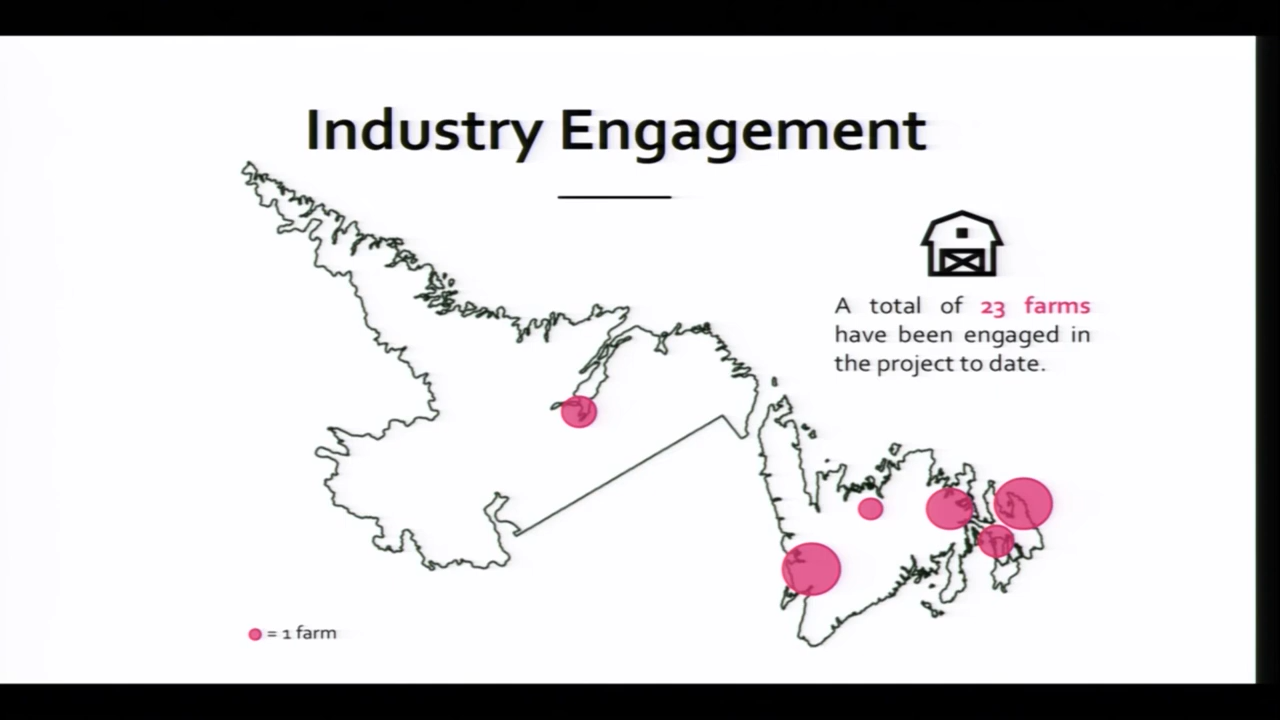 Industry Engagement
A total of 23 farms
have been engaged in
the project to date.
= 1 farm